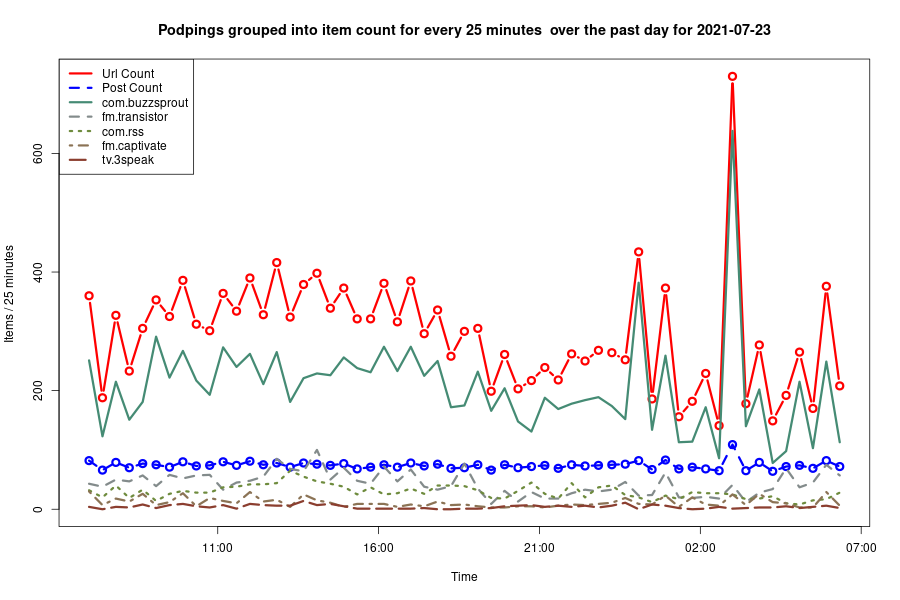 Podpings grouped into item count for every 25 minutes  over the past day for 2021-07-23
Url Count
Post Count
com.buzzsprout
fm.transistor
com.rss
fm.captivate
tv.3speak
600
400
200
0
Items / 25 minutes
11:00 16:00 21:00 02:00 07:00
Time